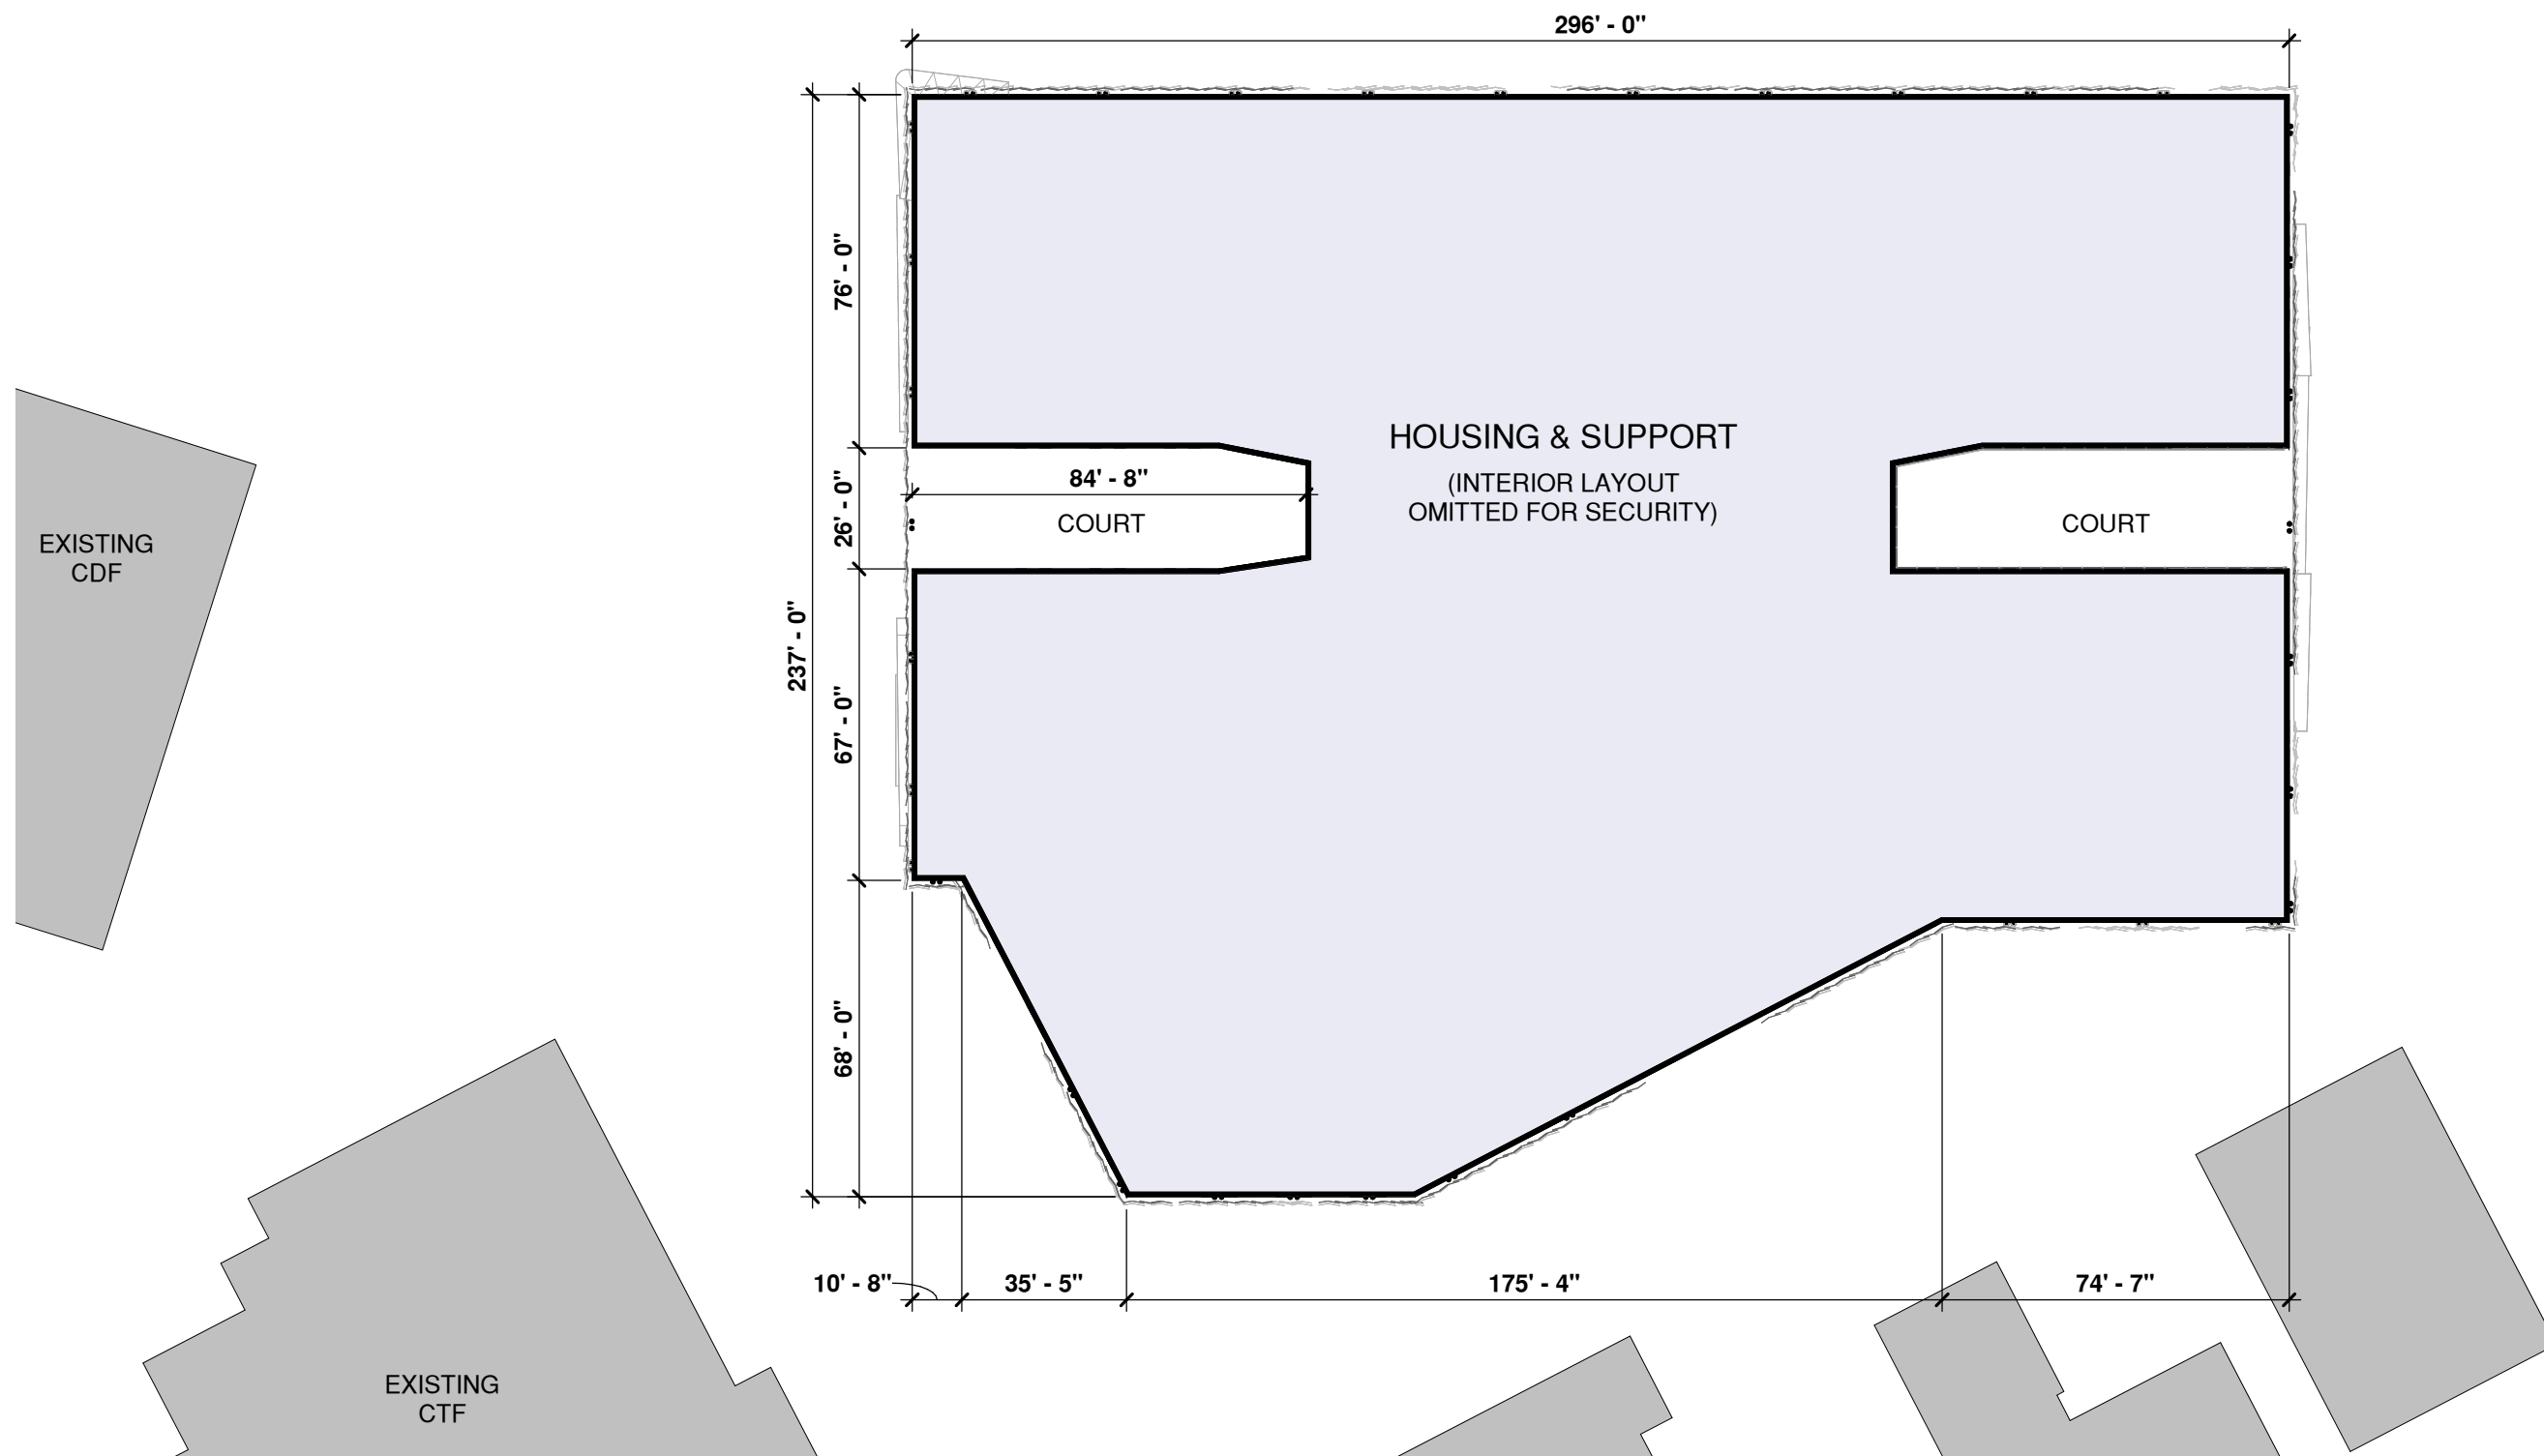 296' - 0"
76' - 0"
HOUSING & SUPPORT
(INTERIOR LAYOUT
OMITTED FOR SECURITY)
84' - 8"
COURT
COURT
26' - 0"
EXISTING
CDF
237' - 0"
67' - 0"
68' - 0"
10' - 8"
35' - 5"
175' - 4"
74' - 7"
EXISTING
CTF